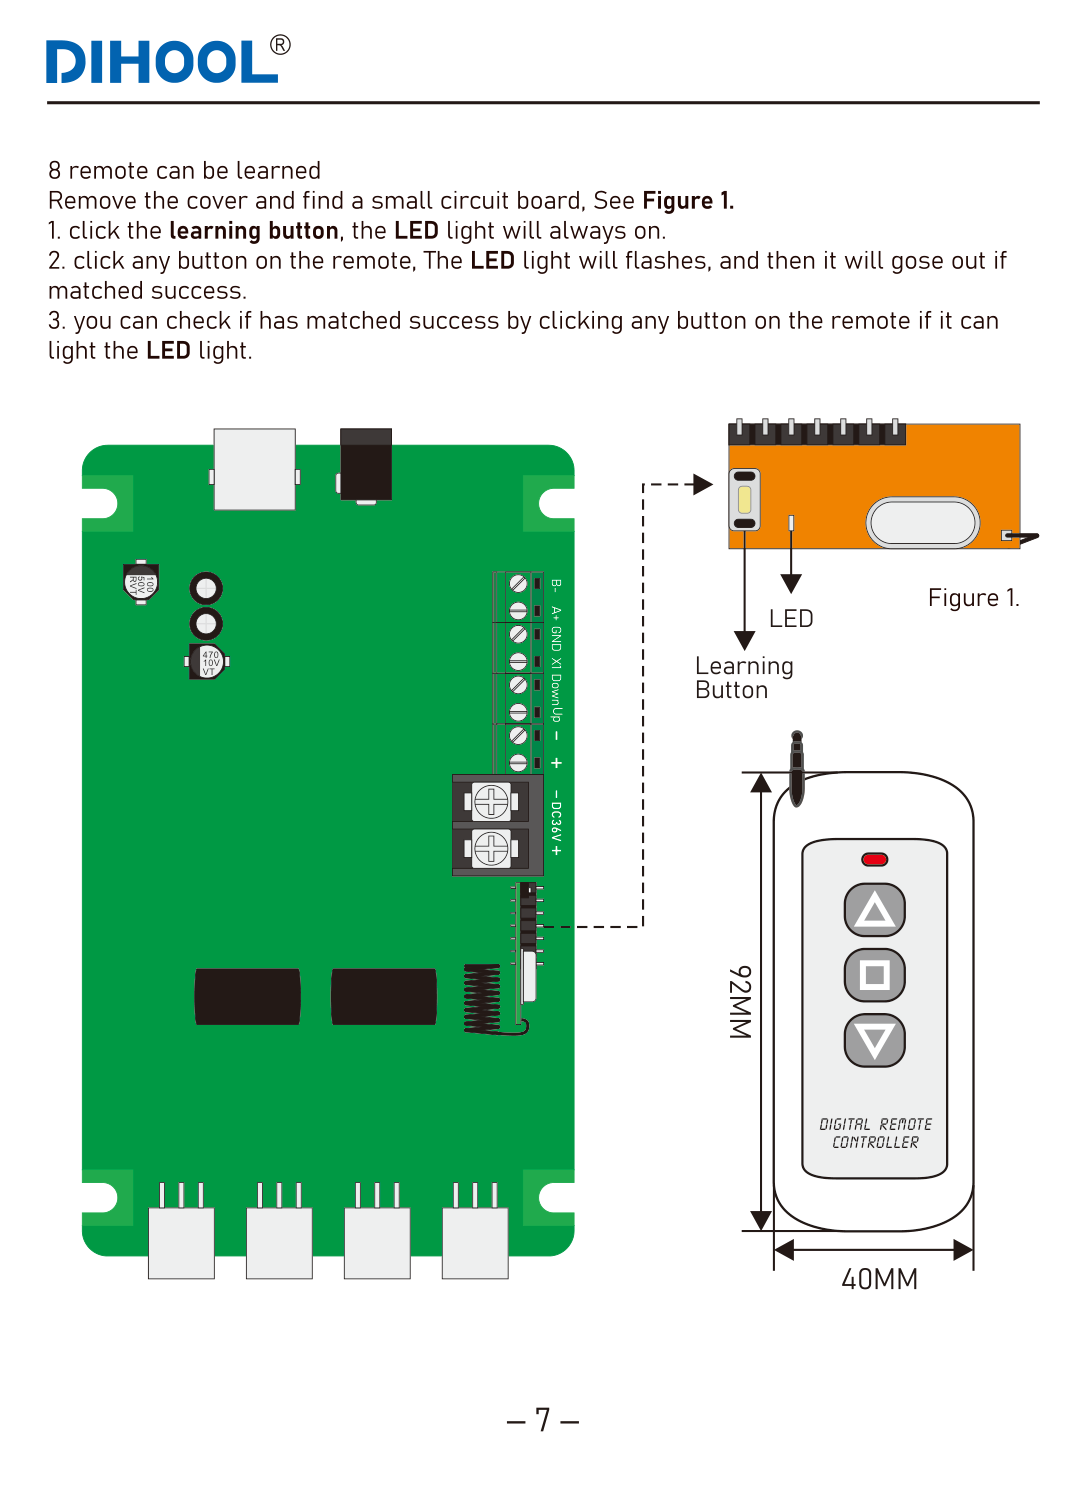 DIHOOL®
8 remote can be learned
Remove the cover and find a small circuit board, See Figure 1.
1. click the learning button, the LED light will always on.
2. click any button on the remote, The LED light will flashes, and then it will gose out if
matched success.
3. you can check if has matched success by clicking any button on the remote if it can
light the LED light.
100
50V
RVT
470
10V
VT
B-
A+
GND
X1
Down
Up
−
+
− DC36V +
LED
Figure 1.
Learning
Button
92MM
DIGITAL REMOTE
CONTROLLER
40MM
– 7 –